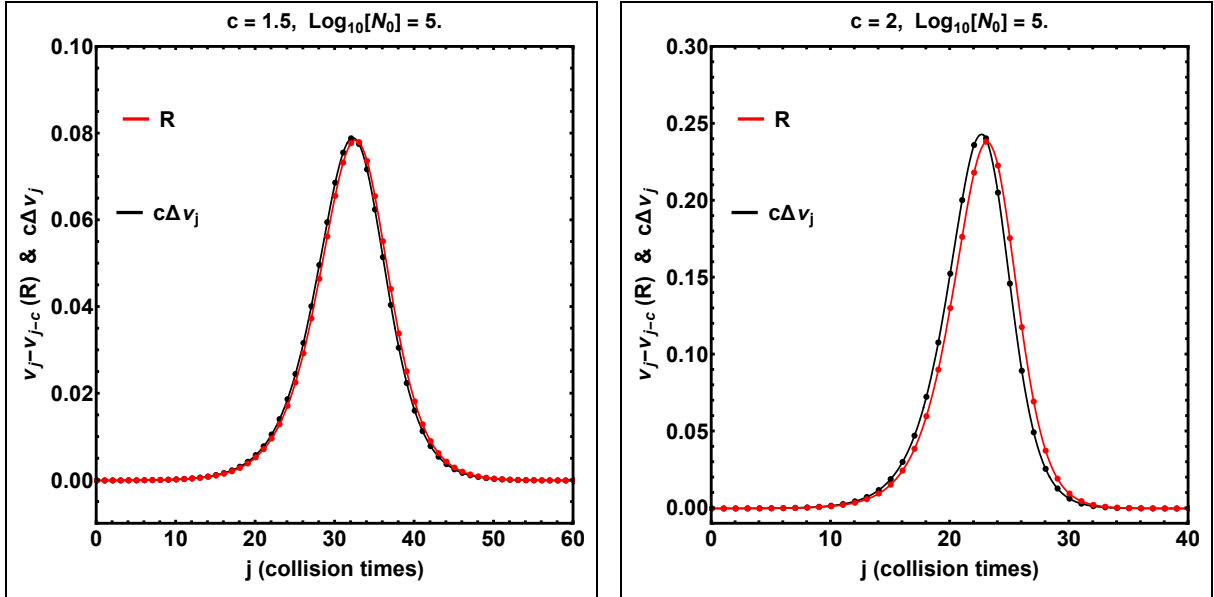 c = 1.5, Log₁₀[N₀] = 5.
0.10
0.08
0.06
0.04
0.02
0.00
R
cΔvⱼ
vⱼ−vⱼ₋c (R) & cΔvⱼ
0 10 20 30 40 50 60
j (collision times)
c = 2, Log₁₀[N₀] = 5.
0.30
0.25
0.20
0.15
0.10
0.05
0.00
R
cΔvⱼ
vⱼ−vⱼ₋c (R) & cΔvⱼ
0 10 20 30 40
j (collision times)